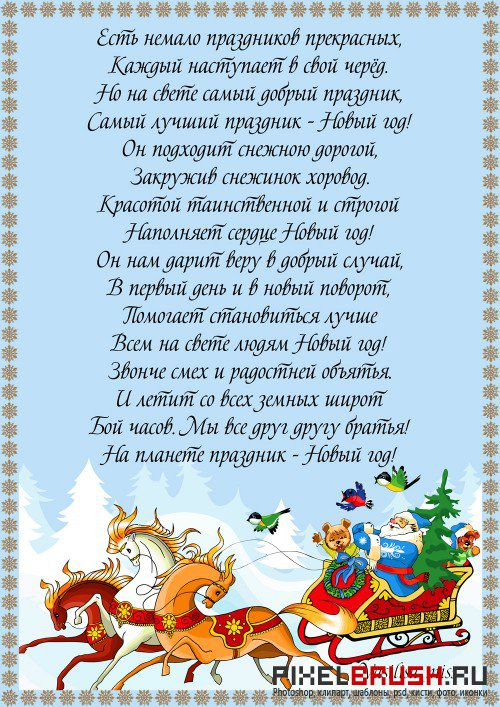 Есть немало праздников прекрасных,
Каждый наступает в свой черёд.
Но на свете самый добрый праздник,
Самый лучший праздник - Новый год!
Он подходит снежною дорогой,
Закружив снежинок хоровод.
Красотой таинственной и строгой
Наполняет сердце Новый год!
Он нам дарит веру в добрый случай,
В первый день и в новый поворот,
Помогает становиться лучше
Всем на свете людям Новый год!
Звонче смех и радостней объятья.
И летит со всех земных широт
Бой часов. Мы все друг другу братья!
На планете праздник - Новый год!
PIXELBRUSH.RU
Photoshop, клипарт, шаблоны, psd, кисти, фото, иконки